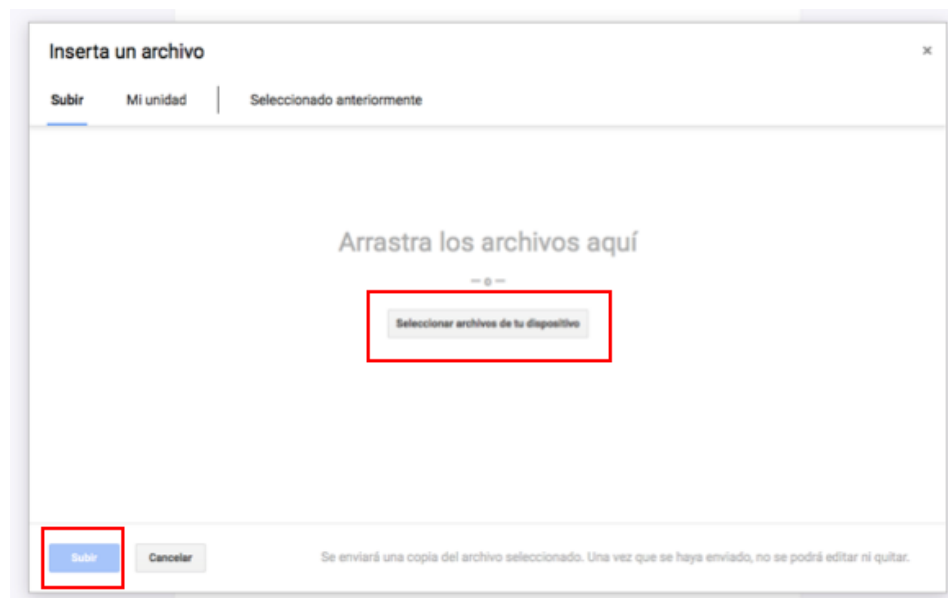 Inserta un archivo
×
Subir Mi unidad Seleccionado anteriormente
Arrastra los archivos aquí
— o —
Seleccionar archivos de tu dispositivo
Subir Cancelar Se enviará una copia del archivo seleccionado. Una vez que se haya enviado, no se podrá editar ni quitar.